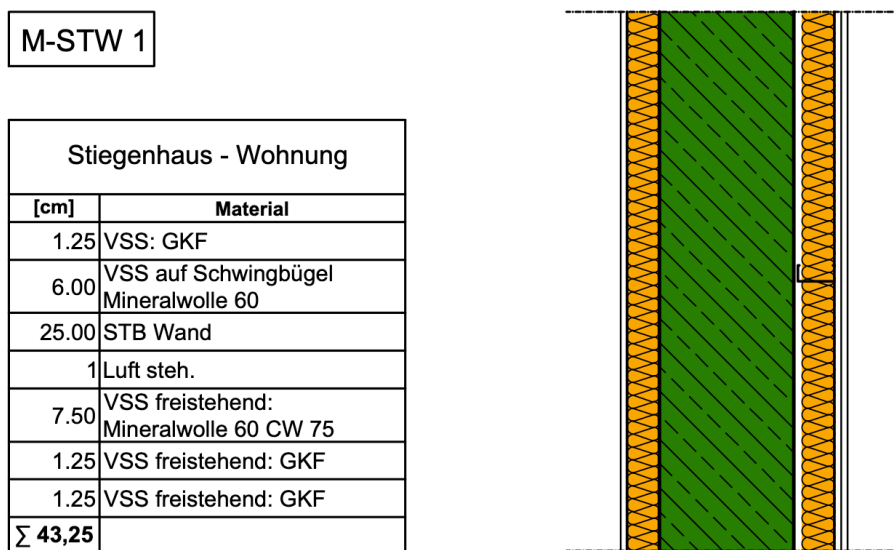 M-STW 1
Stiegenhaus - Wohnung
[cm] Material
1.25 VSS: GKF
6.00 VSS auf Schwingbügel
Mineralwolle 60
25.00 STB Wand
1 Luft steh.
7.50 VSS freistehend:
Mineralwolle 60 CW 75
1.25 VSS freistehend: GKF
1.25 VSS freistehend: GKF
∑ 43,25